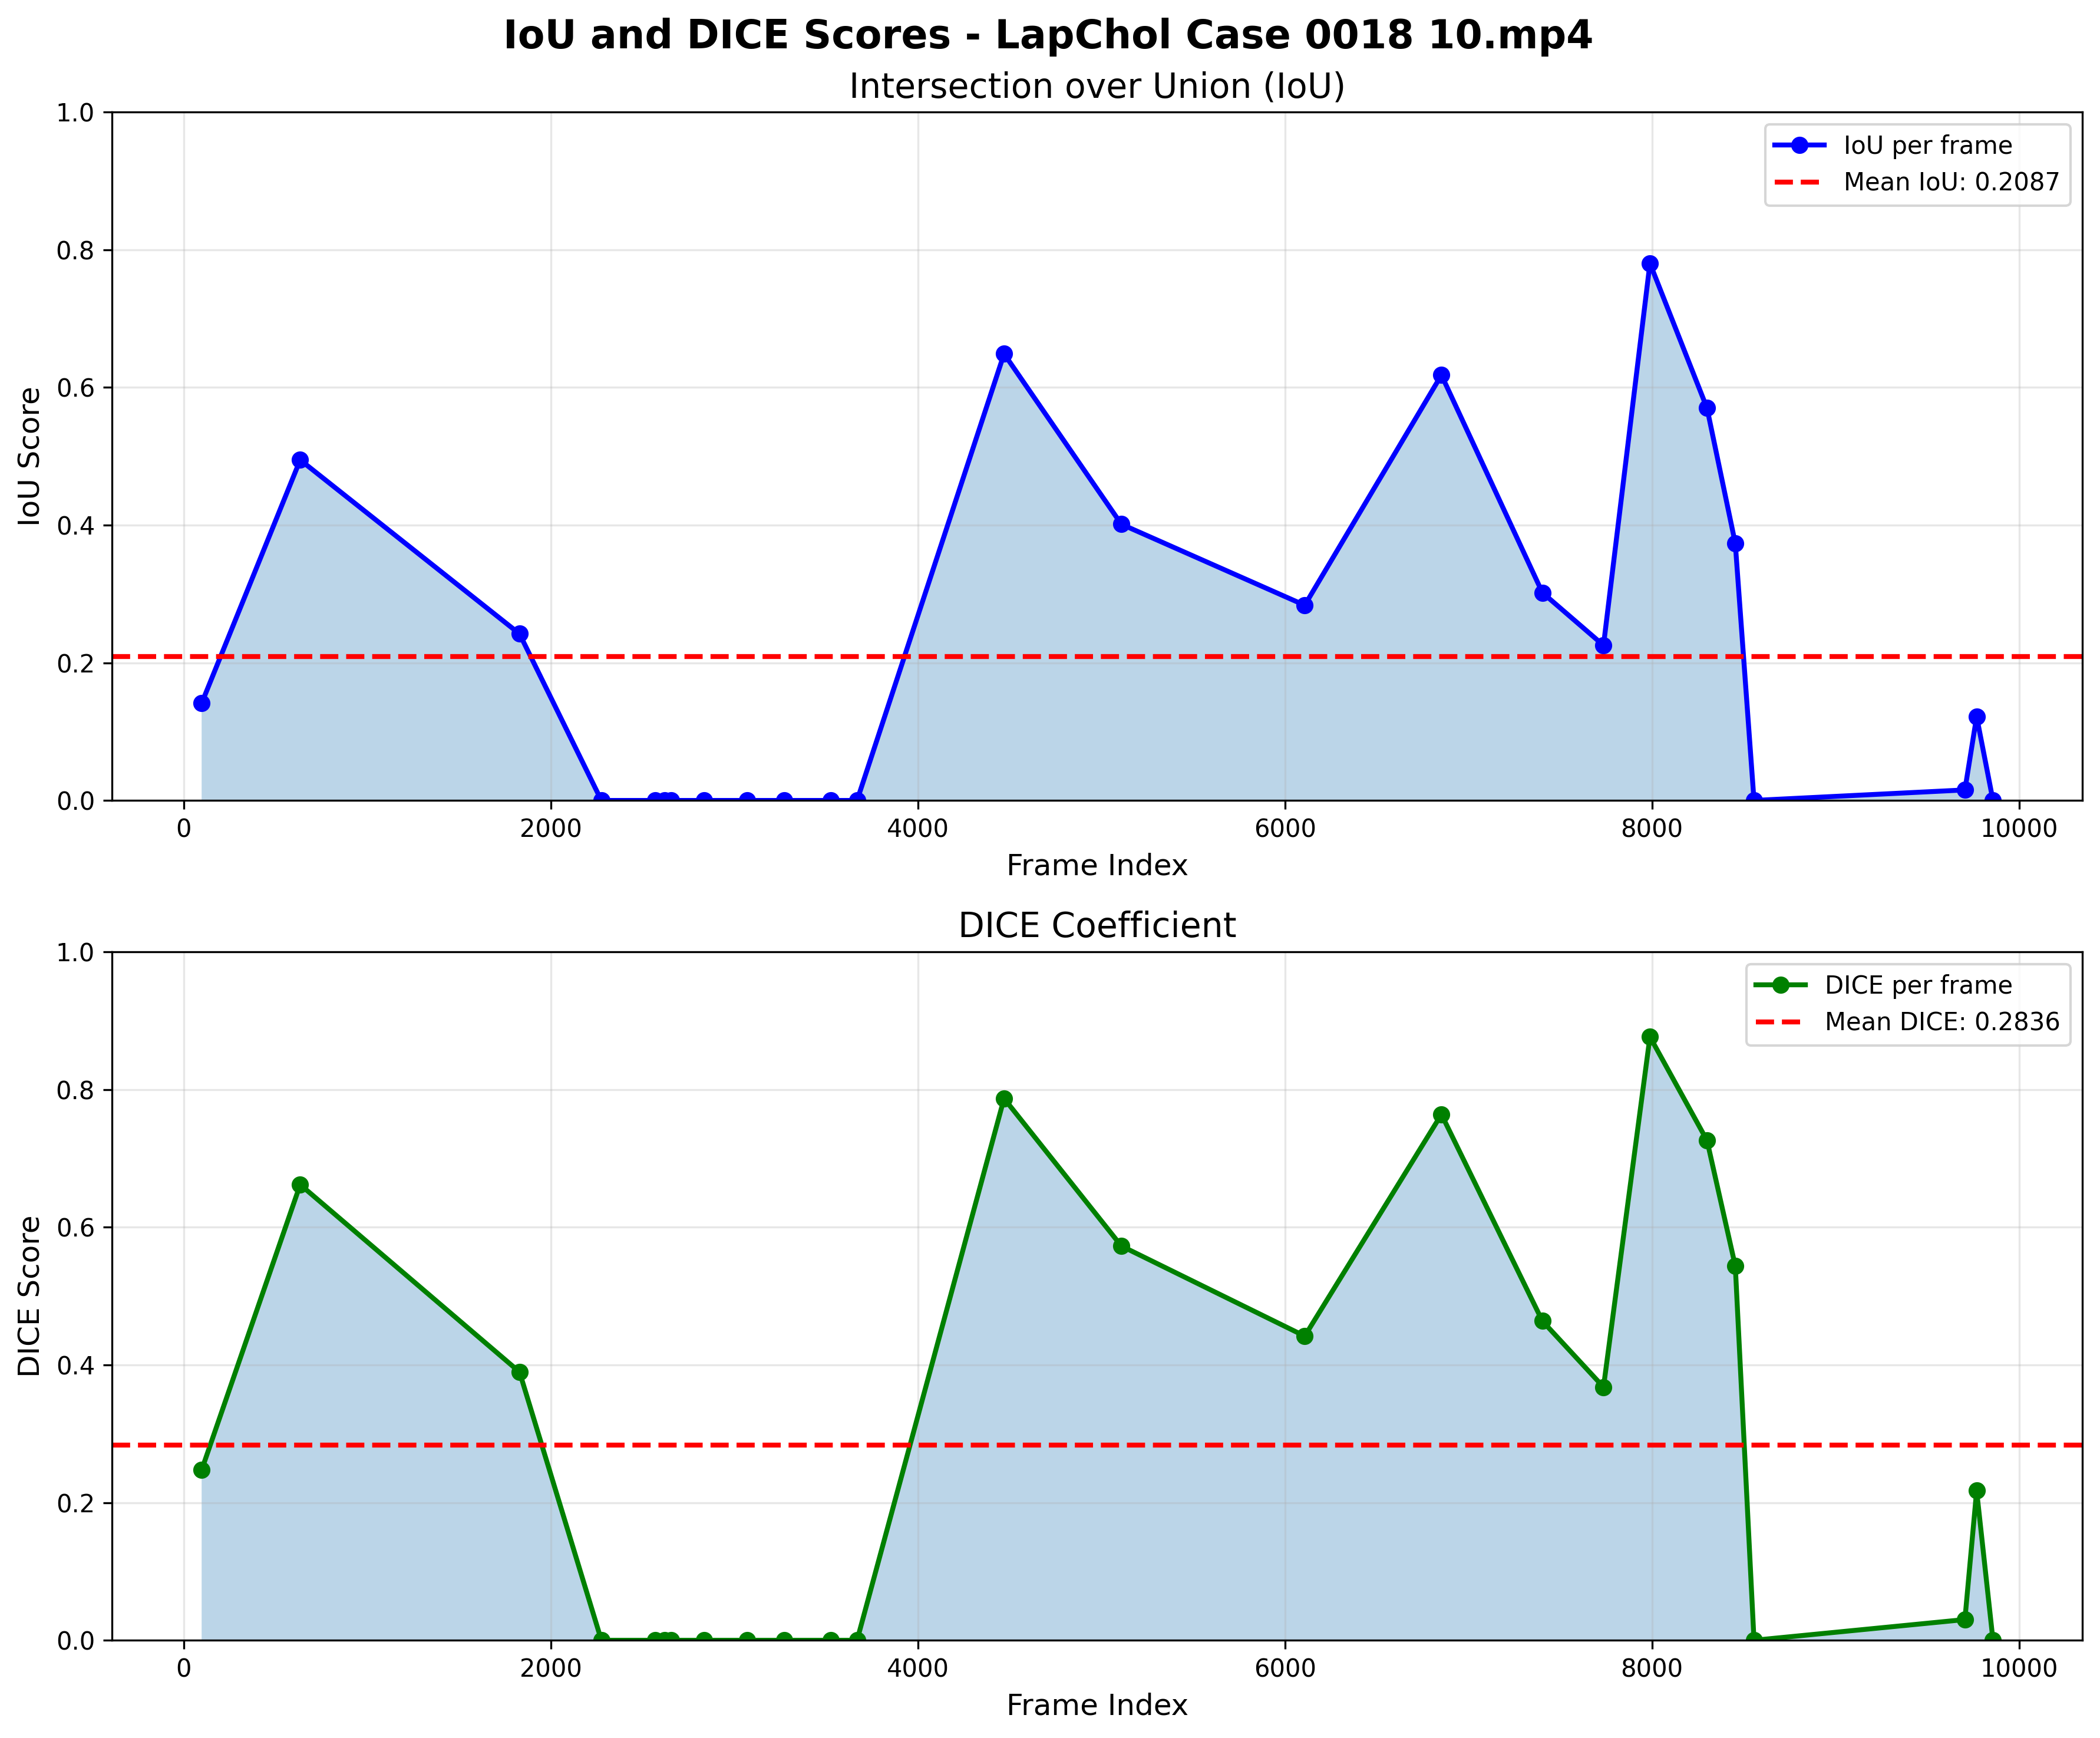 IoU and DICE Scores - LapChol Case 0018 10.mp4
Intersection over Union (IoU)
1.0
0.8
0.6
0.4
0.2
0.0
IoU Score
IoU per frame
Mean IoU: 0.2087
0 2000 4000 6000 8000 10000
Frame Index
DICE Coefficient
1.0
0.8
0.6
0.4
0.2
0.0
DICE Score
DICE per frame
Mean DICE: 0.2836
0 2000 4000 6000 8000 10000
Frame Index